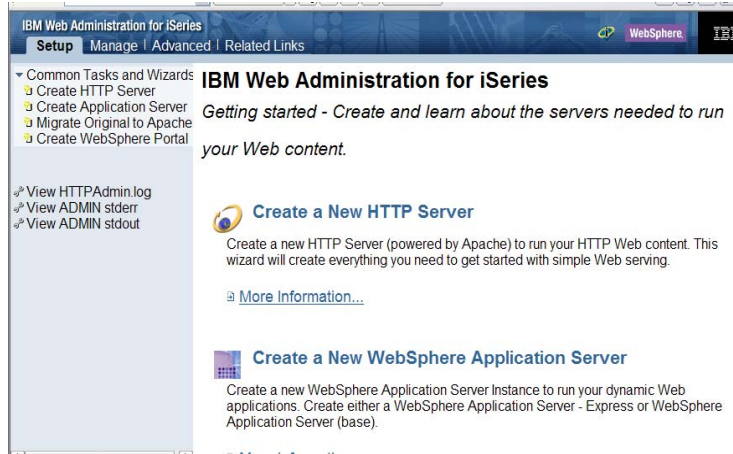 IBM Web Administration for iSeries
WebSphere.
Setup Manage | Advanced | Related Links
Common Tasks and Wizards
Create HTTP Server
Create Application Server
Migrate Original to Apache
Create WebSphere Portal
View HTTPAdmin.log
View ADMIN stderr
View ADMIN stdout
IBM Web Administration for iSeries
Getting started - Create and learn about the servers needed to run
your Web content.
Create a New HTTP Server
Create a new HTTP Server (powered by Apache) to run your HTTP Web content. This
wizard will create everything you need to get started with simple Web serving.
More Information...
Create a New WebSphere Application Server
Create a new WebSphere Application Server Instance to run your dynamic Web
applications. Create either a WebSphere Application Server - Express or WebSphere
Application Server (base).